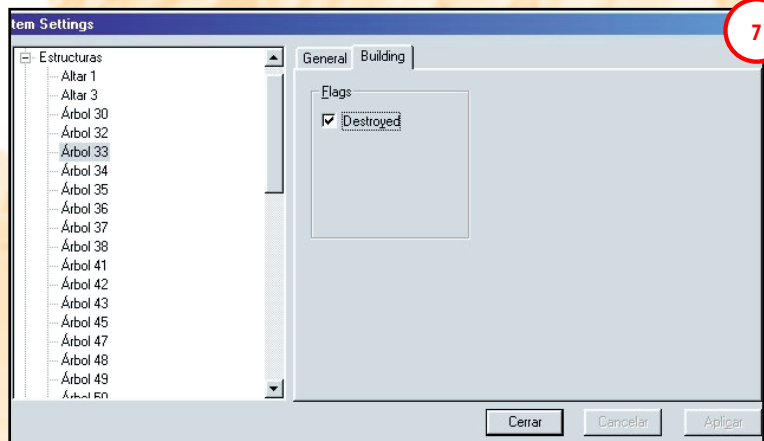 tem Settings
7
Estructuras
Altar 1
Altar 3
Árbol 30
Árbol 32
Árbol 33
Árbol 34
Árbol 35
Árbol 36
Árbol 37
Árbol 38
Árbol 41
Árbol 42
Árbol 43
Árbol 45
Árbol 47
Árbol 48
Árbol 49
Árbol 50
General Building
Flags
Destroyed
Cerrar Cancelar Aplicar